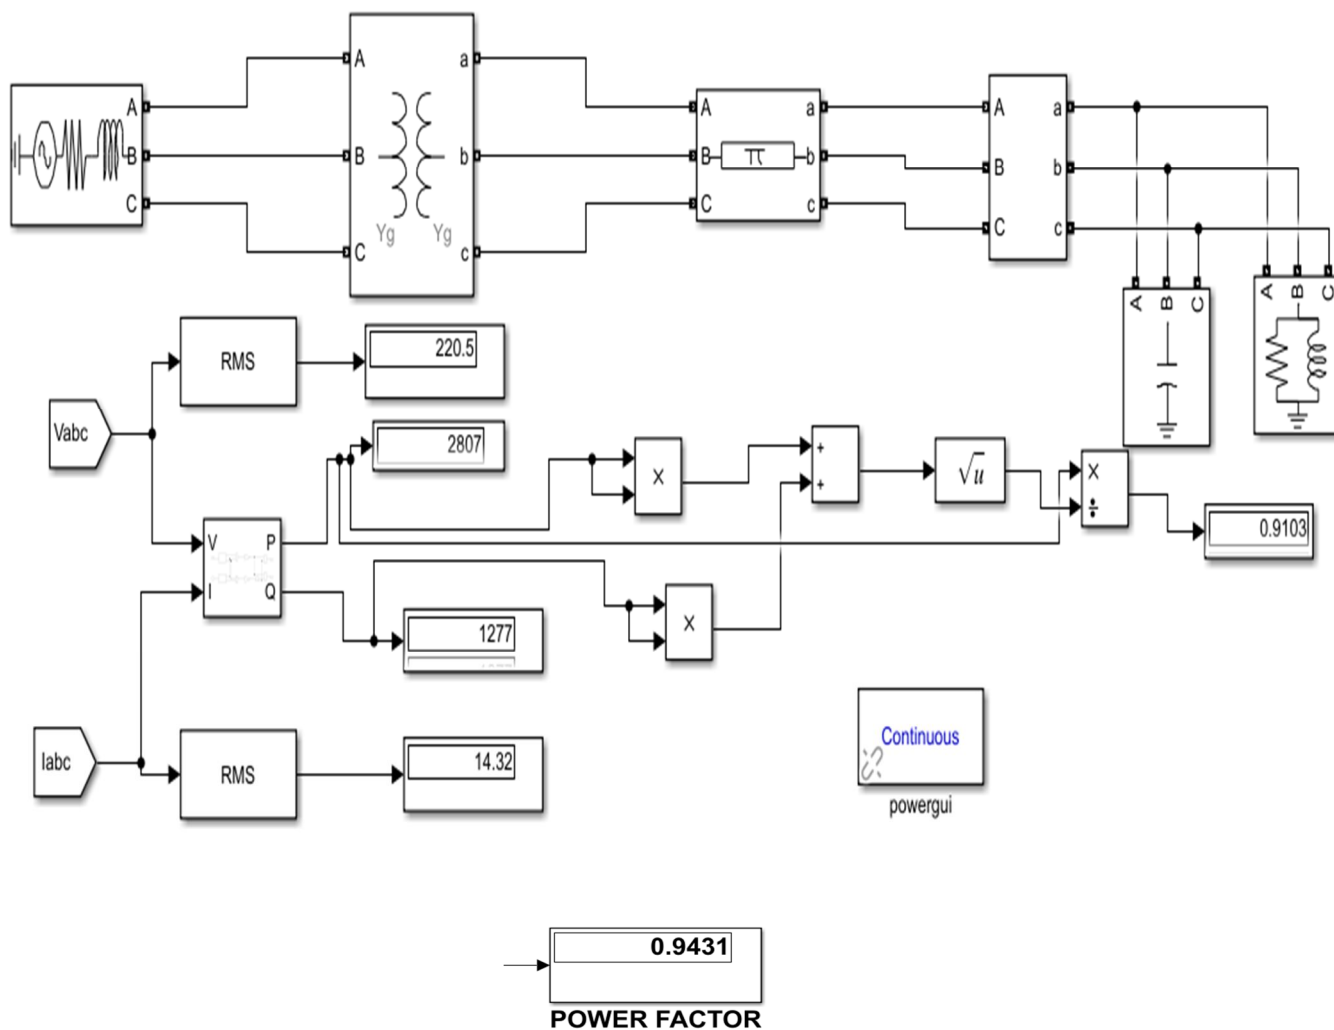 A
B
C
A
B
C
Yg
Yg
a
b
c
A
B
C
π
a
b
c
A
B
C
a
b
c
A
B
C
A
B
C
Vabc
RMS
220.5
2807
V
I
P
Q
1277
×
×
+
+
√u
×
÷
0.9103
Iabc
RMS
14.32
Continuous
powergui
0.9431
POWER FACTOR